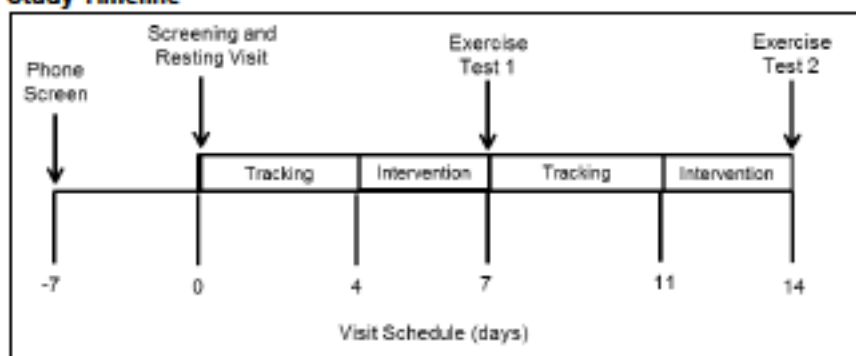 Study Timeline
Screening and
Resting Visit
Exercise
Test 1
Exercise
Test 2
Phone
Screen
Tracking
Intervention
Tracking
Intervention
-7
0
4
7
11
14
Visit Schedule (days)